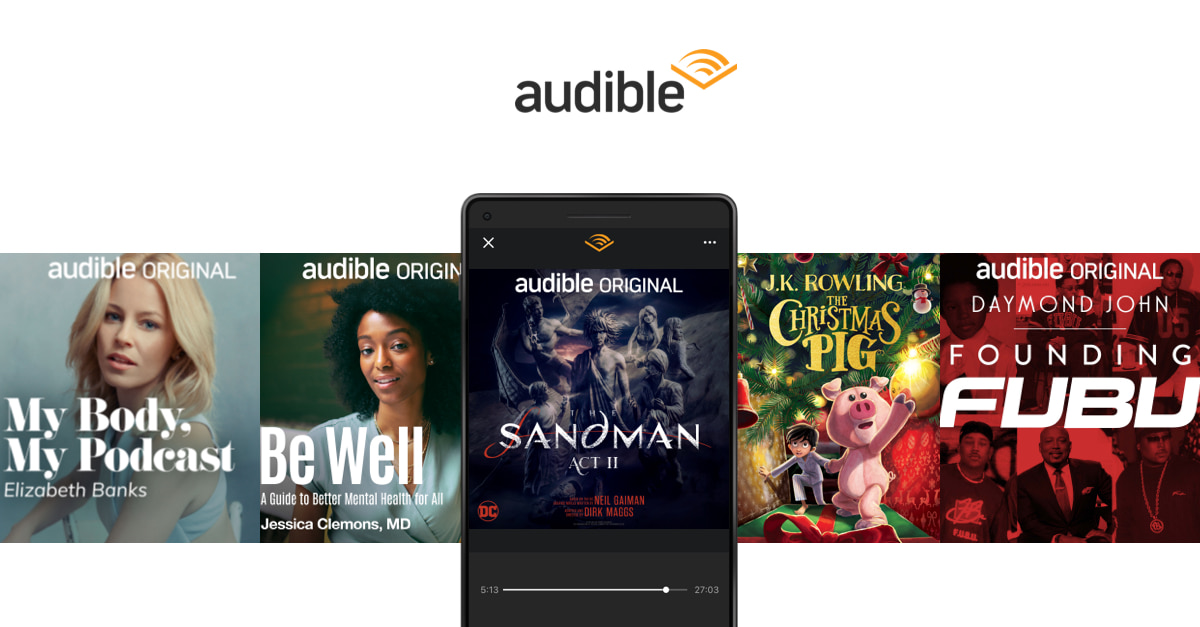 audible
audible ORIGINAL
My Body,
My Podcast
Elizabeth Banks
audible ORIGIN
Be Well
A Guide to Better Mental Health for All
Jessica Clemons, MD
audible ORIGINAL
THE
SANDMAN
ACT II
DC
NEIL GAIMAN
DIRK MAGGS
5:13
27:03
J.K. ROWLING
THE
CHRISTMAS
PIG
audible ORIGINAL
DAYMOND JOHN
FOUNDING
FUBU